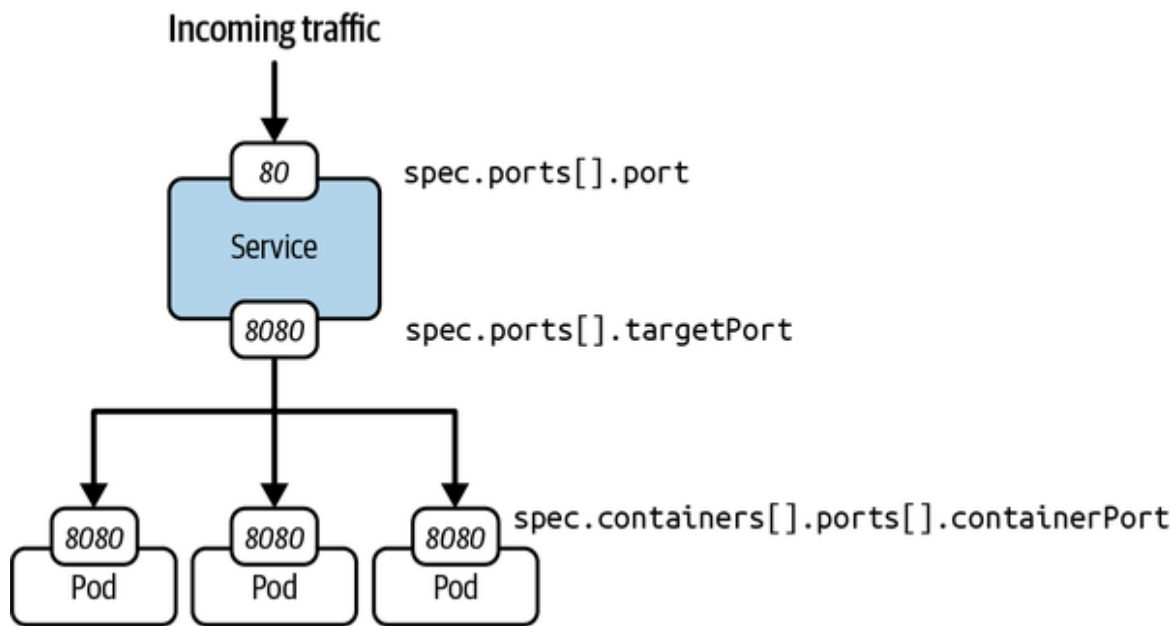 Incoming traffic
80 spec.ports[].port
Service
8080 spec.ports[].targetPort
8080 8080 8080 spec.containers[].ports[].containerPort
Pod Pod Pod